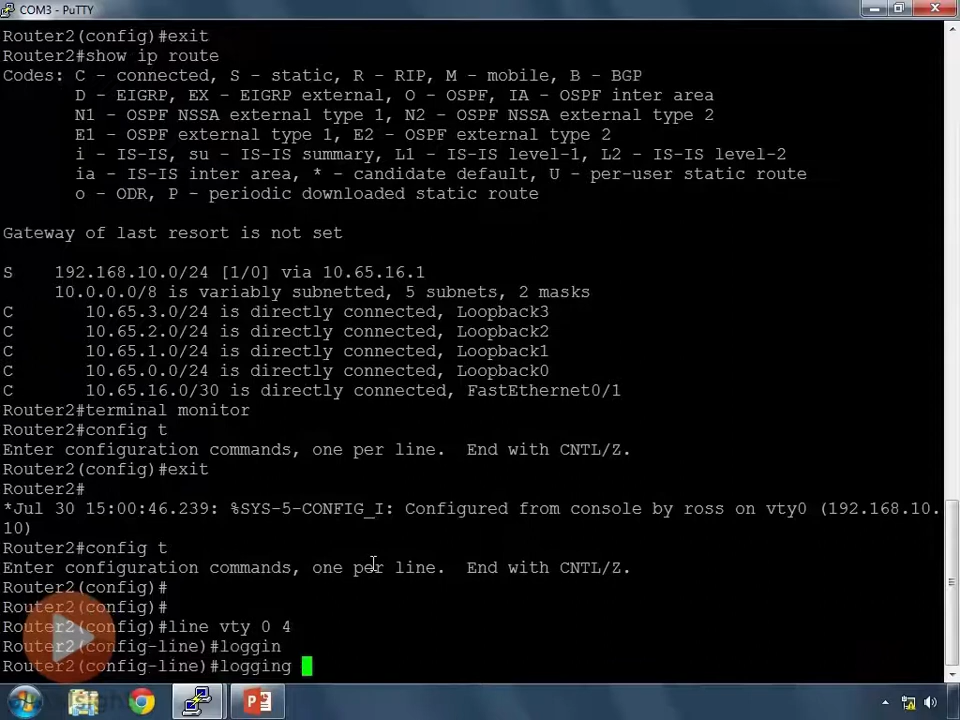 COM3 - PuTTY
Router2(config)#exit
Router2#show ip route
Codes: C - connected, S - static, R - RIP, M - mobile, B - BGP
       D - EIGRP, EX - EIGRP external, O - OSPF, IA - OSPF inter area
       N1 - OSPF NSSA external type 1, N2 - OSPF NSSA external type 2
       E1 - OSPF external type 1, E2 - OSPF external type 2
       i - IS-IS, su - IS-IS summary, L1 - IS-IS level-1, L2 - IS-IS level-2
       ia - IS-IS inter area, * - candidate default, U - per-user static route
       o - ODR, P - periodic downloaded static route
Gateway of last resort is not set
S    192.168.10.0/24 [1/0] via 10.65.16.1
     10.0.0.0/8 is variably subnetted, 5 subnets, 2 masks
C       10.65.3.0/24 is directly connected, Loopback3
C       10.65.2.0/24 is directly connected, Loopback2
C       10.65.1.0/24 is directly connected, Loopback1
C       10.65.0.0/24 is directly connected, Loopback0
C       10.65.16.0/30 is directly connected, FastEthernet0/1
Router2#terminal monitor
Router2#config t
Enter configuration commands, one per line.  End with CNTL/Z.
Router2(config)#exit
Router2#
*Jul 30 15:00:46.239: %SYS-5-CONFIG_I: Configured from console by ross on vty0 (192.168.10.
10)
Router2#config t
Enter configuration commands, one per line.  End with CNTL/Z.
Router2(config)#
Router2(config)#
Router2(config)#line vty 0 4
Router2(config-line)#loggin
Router2(config-line)#logging